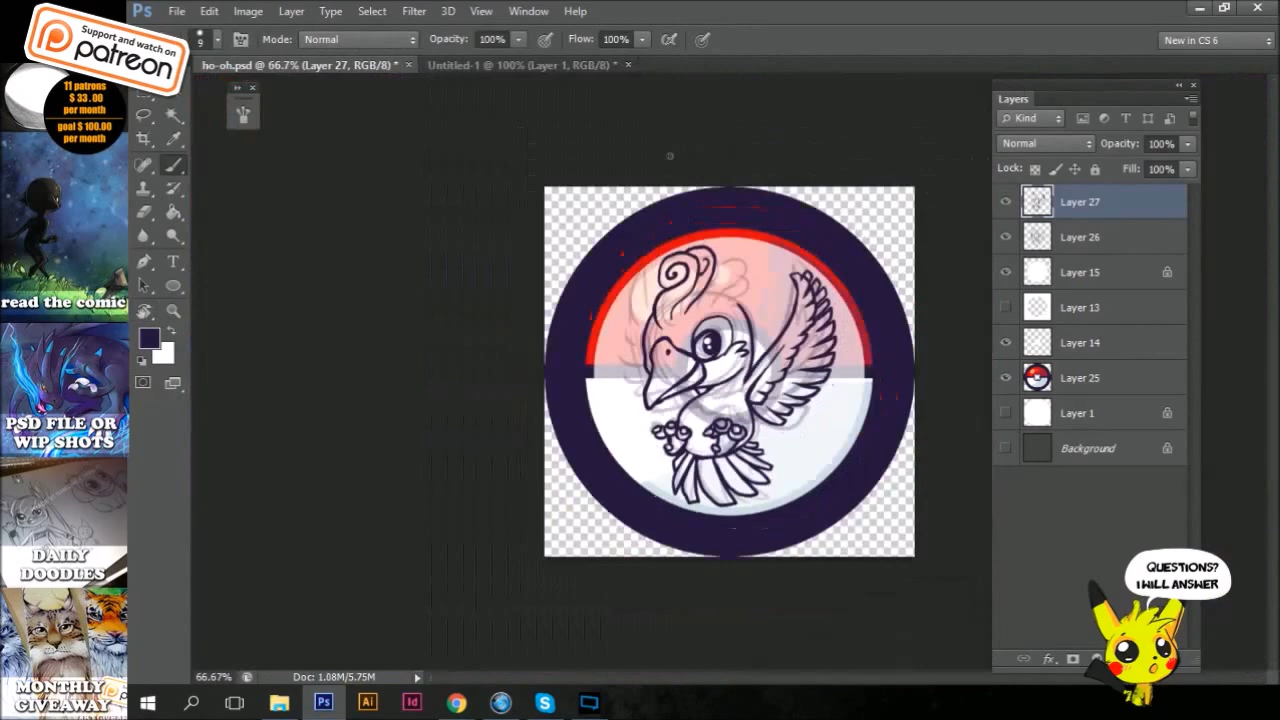 Support and watch on
patreon
11 patrons
$ 33 .00
per month
goal $ 100.00
per month
read the comic
PSD FILE OR
WIP SHOTS
DAILY
DOODLES
MONTHLY
GIVEAWAY
Ps File Edit Image Layer Type Select Filter 3D View Window Help
9 Mode: Normal Opacity: 100% Flow: 100% New in CS 6
ho-oh.psd @ 66.7% (Layer 27, RGB/8) * × Untitled-1 @ 100% (Layer 1, RGB/8) * ×
Layers
Kind
Normal Opacity: 100%
Lock: Fill: 100%
Layer 27
Layer 26
Layer 15
Layer 13
Layer 14
Layer 25
Layer 1
Background
QUESTIONS?
I WILL ANSWER
66.67% Doc: 1.08M/5.75M
Ps Ai Id